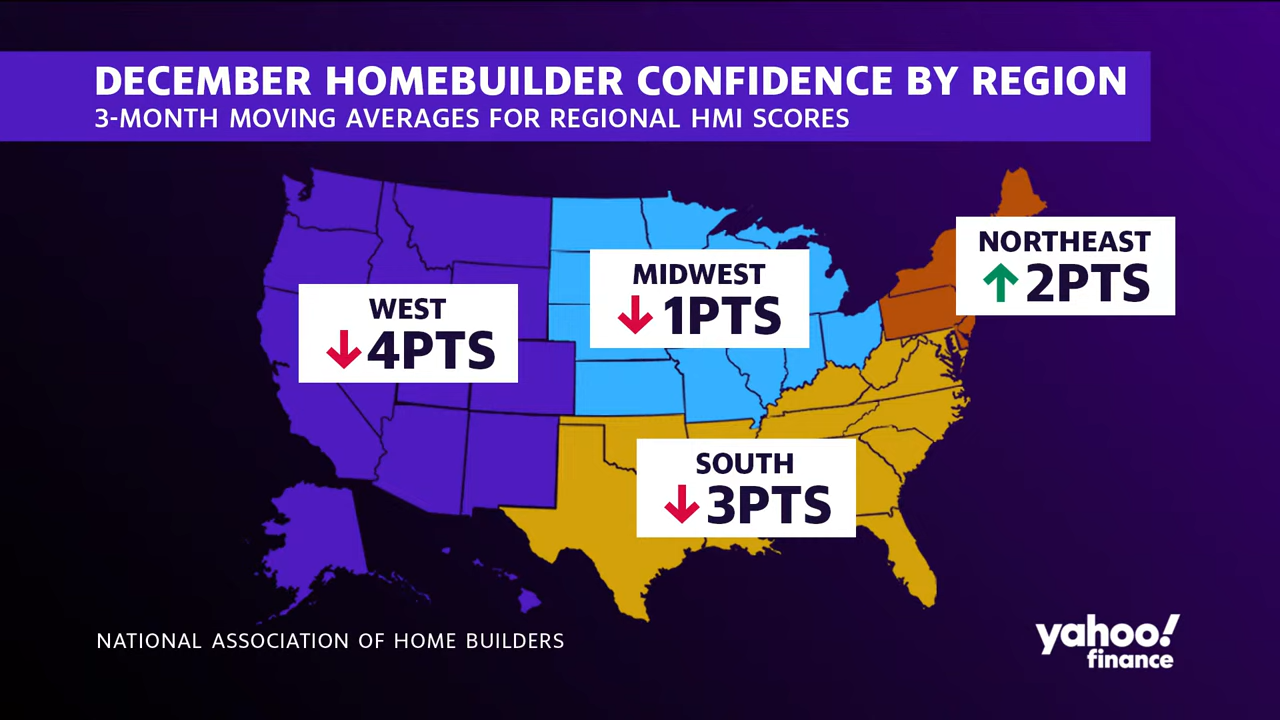 DECEMBER HOMEBUILDER CONFIDENCE BY REGION
3-MONTH MOVING AVERAGES FOR REGIONAL HMI SCORES
NORTHEAST
↑2PTS
MIDWEST
↓1PTS
WEST
↓4PTS
SOUTH
↓3PTS
NATIONAL ASSOCIATION OF HOME BUILDERS
yahoo!
finance